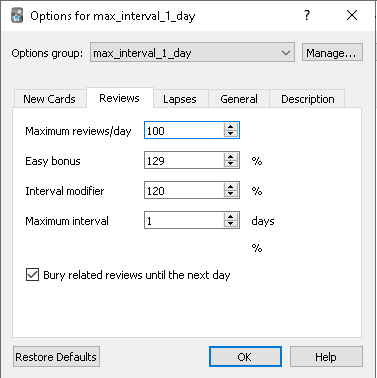 Options for max_interval_1_day
Options group: max_interval_1_day Manage...
New Cards Reviews Lapses General Description
Maximum reviews/day 100
Easy bonus 129 %
Interval modifier 120 %
Maximum interval 1 days
%
Bury related reviews until the next day
Restore Defaults OK Help